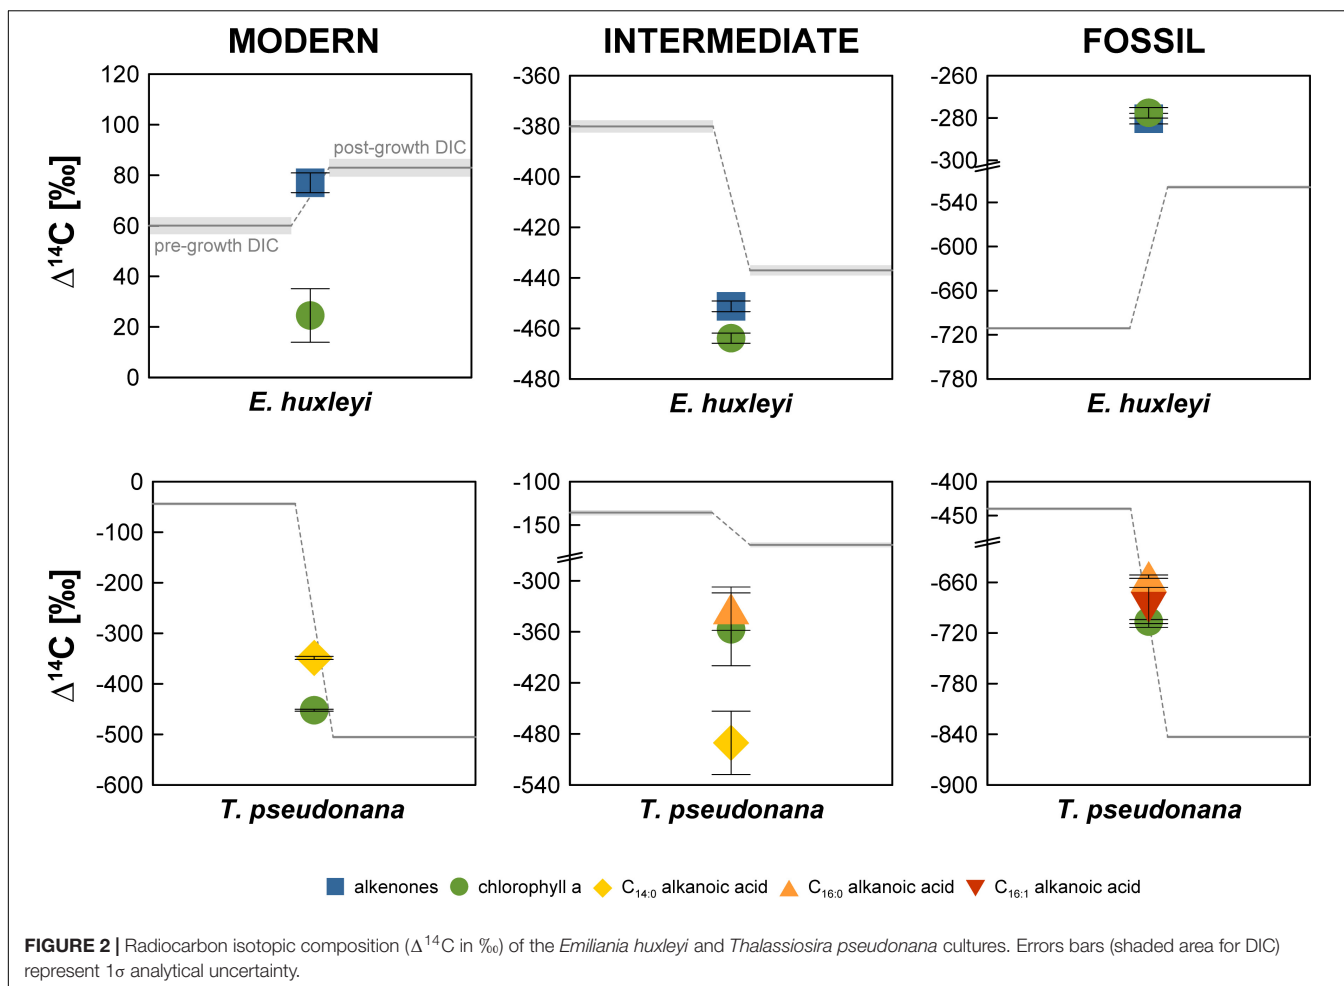 MODERN
INTERMEDIATE
FOSSIL
Δ¹⁴C [‰]
120
100
80
60
40
20
0
post-growth DIC
pre-growth DIC
E. huxleyi
-360
-380
-400
-420
-440
-460
-480
E. huxleyi
-260
-280
-300
-540
-600
-660
-720
-780
E. huxleyi
Δ¹⁴C [‰]
0
-100
-200
-300
-400
-500
-600
T. pseudonana
-100
-150
-300
-360
-420
-480
-540
T. pseudonana
-400
-450
-660
-720
-780
-840
-900
T. pseudonana
alkenones chlorophyll a C₁₄:₀ alkanoic acid C₁₆:₀ alkanoic acid C₁₆:₁ alkanoic acid
FIGURE 2 | Radiocarbon isotopic composition (Δ¹⁴C in ‰) of the Emiliania huxleyi and Thalassiosira pseudonana cultures. Errors bars (shaded area for DIC)
represent 1σ analytical uncertainty.